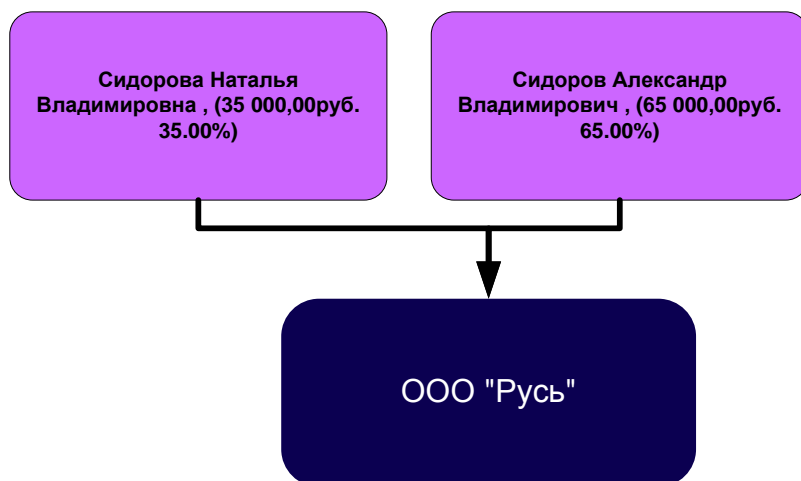 Сидорова Наталья
Владимировна , (35 000,00руб.
35.00%)
Сидоров Александр
Владимирович , (65 000,00руб.
65.00%)
ООО "Русь"